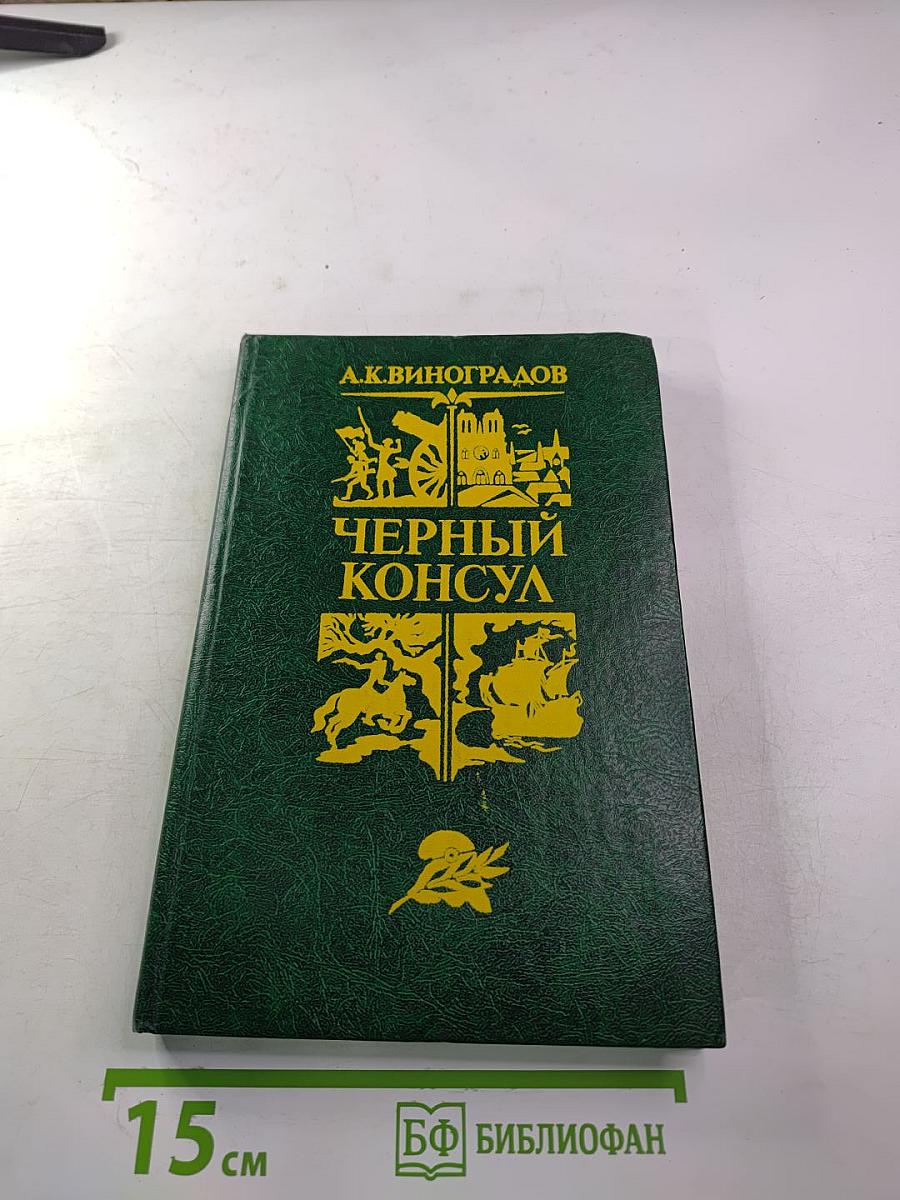 А.К.ВИНОГРАДОВ
ЧЕРНЫЙ
КОНСУЛ
15 см
БФ БИБЛИОФАН